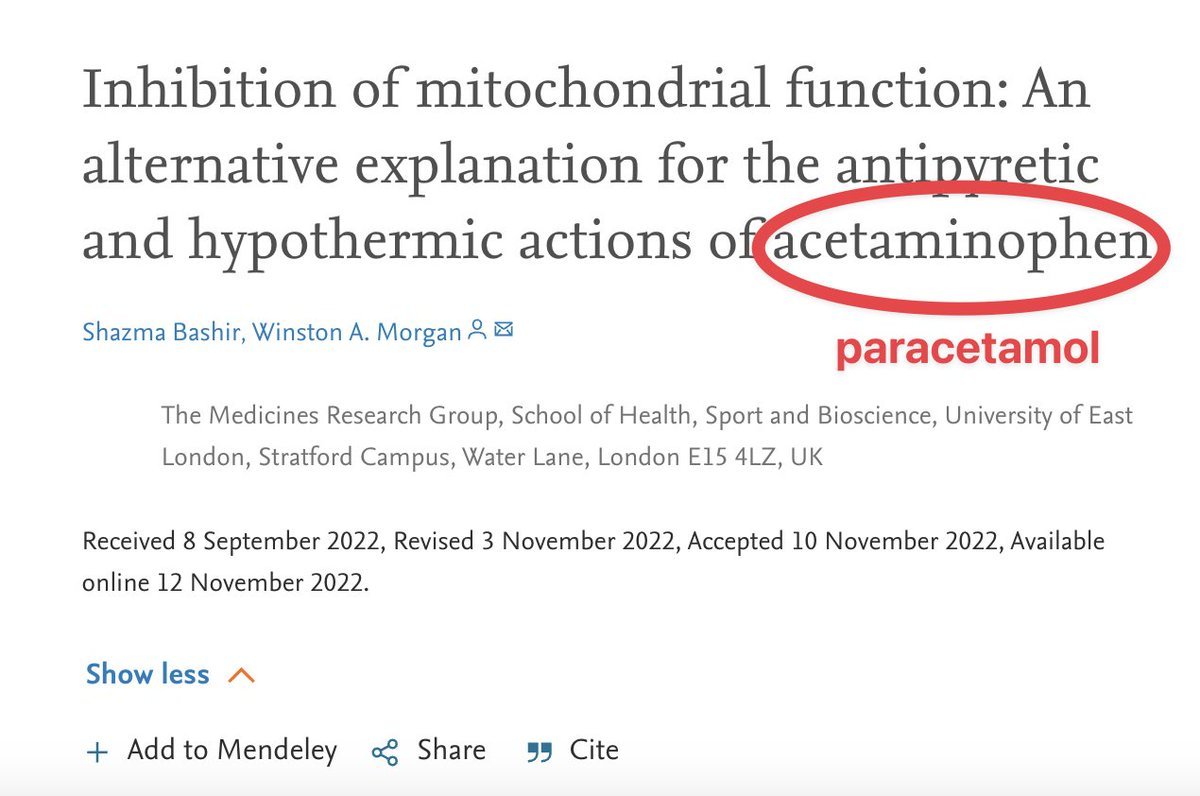 Inhibition of mitochondrial function: An
alternative explanation for the antipyretic
and hypothermic actions of acetaminophen
Shazma Bashir, Winston A. Morgan
paracetamol
The Medicines Research Group, School of Health, Sport and Bioscience, University of East
London, Stratford Campus, Water Lane, London E15 4LZ, UK
Received 8 September 2022, Revised 3 November 2022, Accepted 10 November 2022, Available
online 12 November 2022.
Show less
Add to Mendeley Share Cite